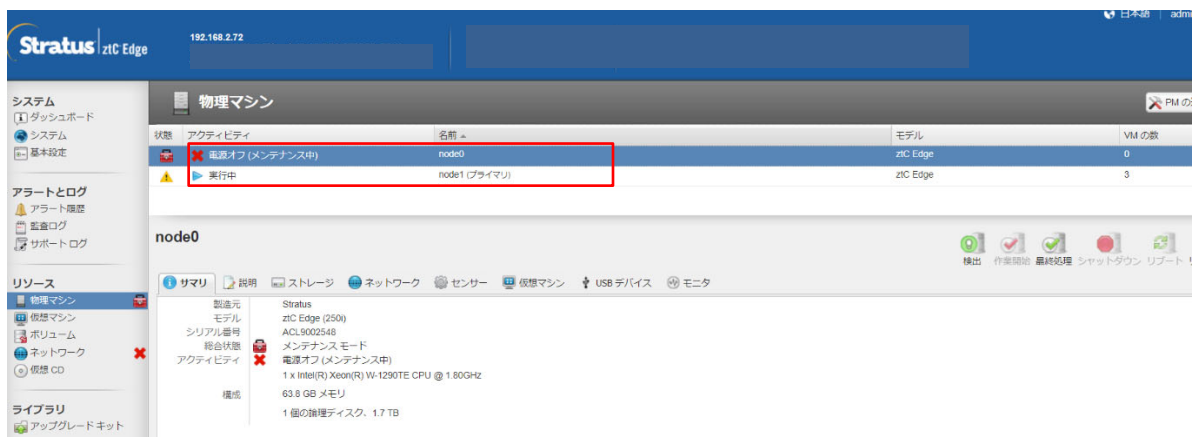 日本語 admi
Stratus ztC Edge
192.168.2.72
システム
ダッシュボード
システム
基本設定
アラートとログ
アラート履歴
監査ログ
サポート ログ
リソース
物理マシン
仮想マシン
ボリューム
ネットワーク
仮想 CD
ライブラリ
アップグレード キット
物理マシン
PM の
状態 アクティビティ 名前 モデル VM の数
電源オフ (メンテナンス中) node0 ztC Edge 0
実行中 node1 (プライマリ) ztC Edge 3
node0
検出 作業開始 最終処理 シャットダウン リブート
サマリ 説明 ストレージ ネットワーク センサー 仮想マシン USB デバイス モニタ
製造元 Stratus
モデル ztC Edge (250i)
シリアル番号 ACL9002548
総合状態 メンテナンス モード
アクティビティ 電源オフ (メンテナンス中)
1 x Intel(R) Xeon(R) W-1290TE CPU @ 1.80GHz
構成 63.8 GB メモリ
1 個の論理ディスク、1.7 TB